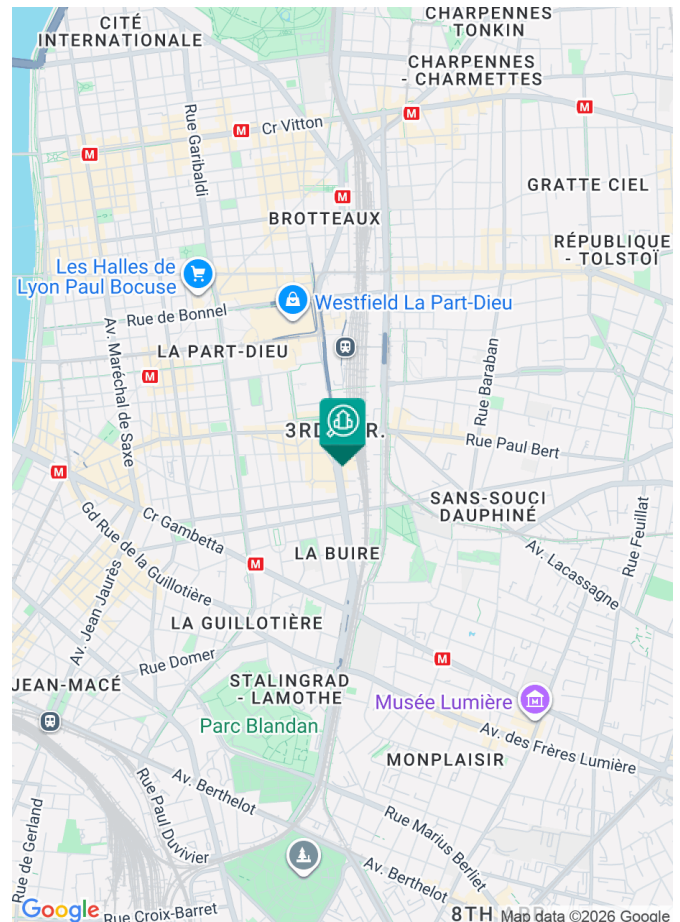 CITÉ
INTERNATIONALE
CHARPENNES
TONKIN
CHARPENNES
- CHARMETTES
Rue Garibaldi
Cr Vitton
M
M
M
M
GRATTE CIEL
M
BROTTEAUX
RÉPUBLIQUE
- TOLSTOÏ
Les Halles de
Lyon Paul Bocuse
Westfield La Part-Dieu
Rue de Bonnel
Av. Maréchal de Saxe
LA PART-DIEU
M
Rue Baraban
3RD
R.
Rue Paul Bert
M
SANS-SOUCI
DAUPHINÉ
Gd Rue de la Guillotière
Cr Gambetta
Rue Feuillat
LA BUIRE
M
Av. Lacassagne
Av. Jean Jaurès
LA GUILLOTIÈRE
Rue Domer
M
JEAN-MACÉ
STALINGRAD
- LAMOTHE
Musée Lumière
Parc Blandan
Av. des Frères Lumière
MONPLAISIR
Av. Berthelot
Rue Paul Duvivier
Rue Marius Berliet
Rue de Gerland
Av. Berthelot
Google
Rue Croix-Barret
8TH
Map data ©2026 Google